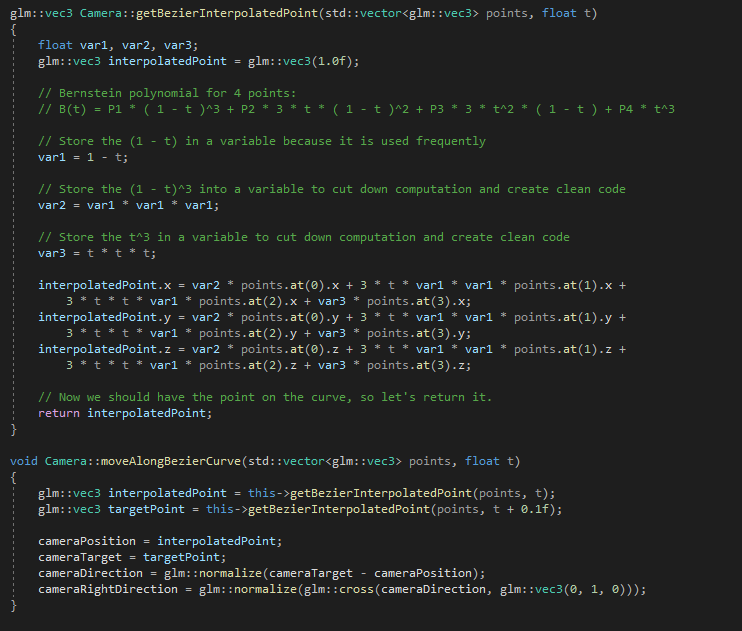 glm::vec3 Camera::getBezierInterpolatedPoint(std::vector<glm::vec3> points, float t)
{
    float var1, var2, var3;
    glm::vec3 interpolatedPoint = glm::vec3(1.0f);

    // Bernstein polynomial for 4 points:
    // B(t) = P1 * ( 1 - t )^3 + P2 * 3 * t * ( 1 - t )^2 + P3 * 3 * t^2 * ( 1 - t ) + P4 * t^3

    // Store the (1 - t) in a variable because it is used frequently
    var1 = 1 - t;

    // Store the (1 - t)^3 into a variable to cut down computation and create clean code
    var2 = var1 * var1 * var1;

    // Store the t^3 in a variable to cut down computation and create clean code
    var3 = t * t * t;

    interpolatedPoint.x = var2 * points.at(0).x + 3 * t * var1 * var1 * points.at(1).x +
        3 * t * t * var1 * points.at(2).x + var3 * points.at(3).x;
    interpolatedPoint.y = var2 * points.at(0).y + 3 * t * var1 * var1 * points.at(1).y +
        3 * t * t * var1 * points.at(2).y + var3 * points.at(3).y;
    interpolatedPoint.z = var2 * points.at(0).z + 3 * t * var1 * var1 * points.at(1).z +
        3 * t * t * var1 * points.at(2).z + var3 * points.at(3).z;

    // Now we should have the point on the curve, so let's return it.
    return interpolatedPoint;
}

void Camera::moveAlongBezierCurve(std::vector<glm::vec3> points, float t)
{
    glm::vec3 interpolatedPoint = this->getBezierInterpolatedPoint(points, t);
    glm::vec3 targetPoint = this->getBezierInterpolatedPoint(points, t + 0.1f);

    cameraPosition = interpolatedPoint;
    cameraTarget = targetPoint;
    cameraDirection = glm::normalize(cameraTarget - cameraPosition);
    cameraRightDirection = glm::normalize(glm::cross(cameraDirection, glm::vec3(0, 1, 0)));
}